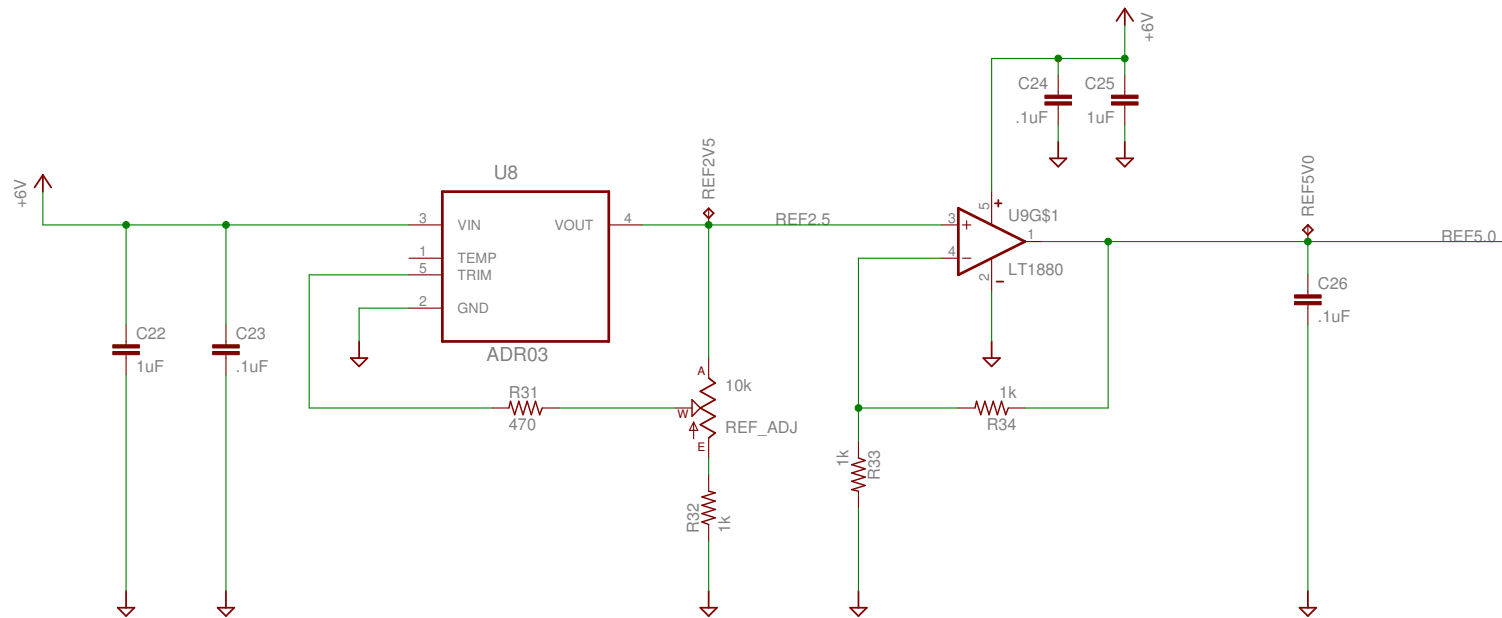 +6V
C22
1uF
C23
.1uF
U8
3
VIN
1
TEMP
5
TRIM
2
GND
VOUT
4
ADR03
R31
470
REF2V5
REF2.5
A
10k
W
REF_ADJ
E
R32
1k
+6V
C24
.1uF
C25
1uF
5
+
U9G$1
3
+
1
4
−
LT1880
2
−
1k
R34
1k
R33
REF5V0
REF5.0
C26
.1uF